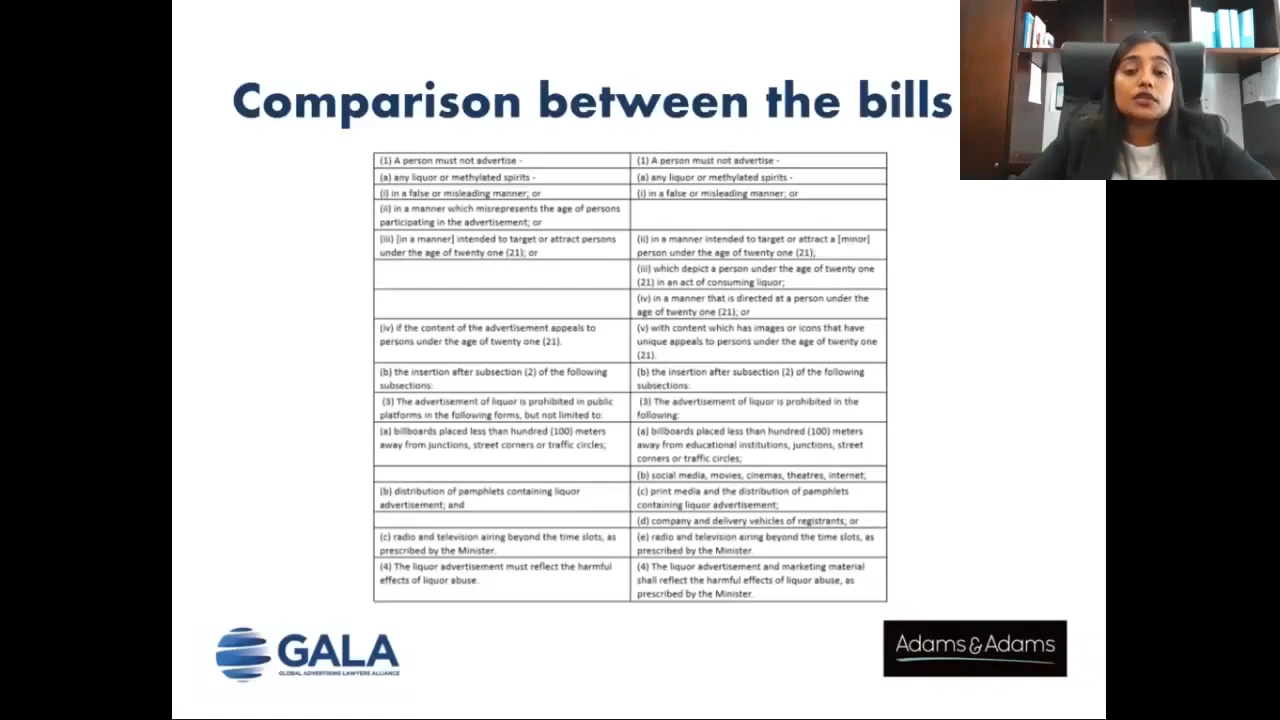 Comparison between the bills
(1) A person must not advertise -
(1) A person must not advertise -
(a) any liquor or methylated spirits -
(a) any liquor or methylated spirits -
(i) in a false or misleading manner; or
(i) in a false or misleading manner; or
(ii) in a manner which misrepresents the age of persons
participating in the advertisement; or
(iii) [in a manner] intended to target or attract persons
under the age of twenty one (21); or
(ii) in a manner intended to target or attract a [minor]
person under the age of twenty one (21);
(iii) which depict a person under the age of twenty one
(21) in an act of consuming liquor;
(iv) in a manner that is directed at a person under the
age of twenty one (21); or
(iv) if the content of the advertisement appeals to
persons under the age of twenty one (21).
(v) with content which has images or icons that have
unique appeals to persons under the age of twenty one
(21).
(b) the insertion after subsection (2) of the following
subsections:
(b) the insertion after subsection (2) of the following
subsections:
(3) The advertisement of liquor is prohibited in public
platforms in the following forms, but not limited to:
(3) The advertisement of liquor is prohibited in the
following:
(a) billboards placed less than hundred (100) meters
away from junctions, street corners or traffic circles;
(a) billboards placed less than hundred (100) meters
away from educational institutions, junctions, street
corners or traffic circles;
(b) social media, movies, cinemas, theatres, internet;
(b) distribution of pamphlets containing liquor
advertisement; and
(c) print media and the distribution of pamphlets
containing liquor advertisement;
(d) company and delivery vehicles of registrants; or
(c) radio and television airing beyond the time slots, as
prescribed by the Minister.
(e) radio and television airing beyond the time slots, as
prescribed by the Minister.
(4) The liquor advertisement must reflect the harmful
effects of liquor abuse.
(4) The liquor advertisement and marketing material
shall reflect the harmful effects of liquor abuse, as
prescribed by the Minister.
GALA
GLOBAL ADVERTISING LAWYERS ALLIANCE
Adams & Adams